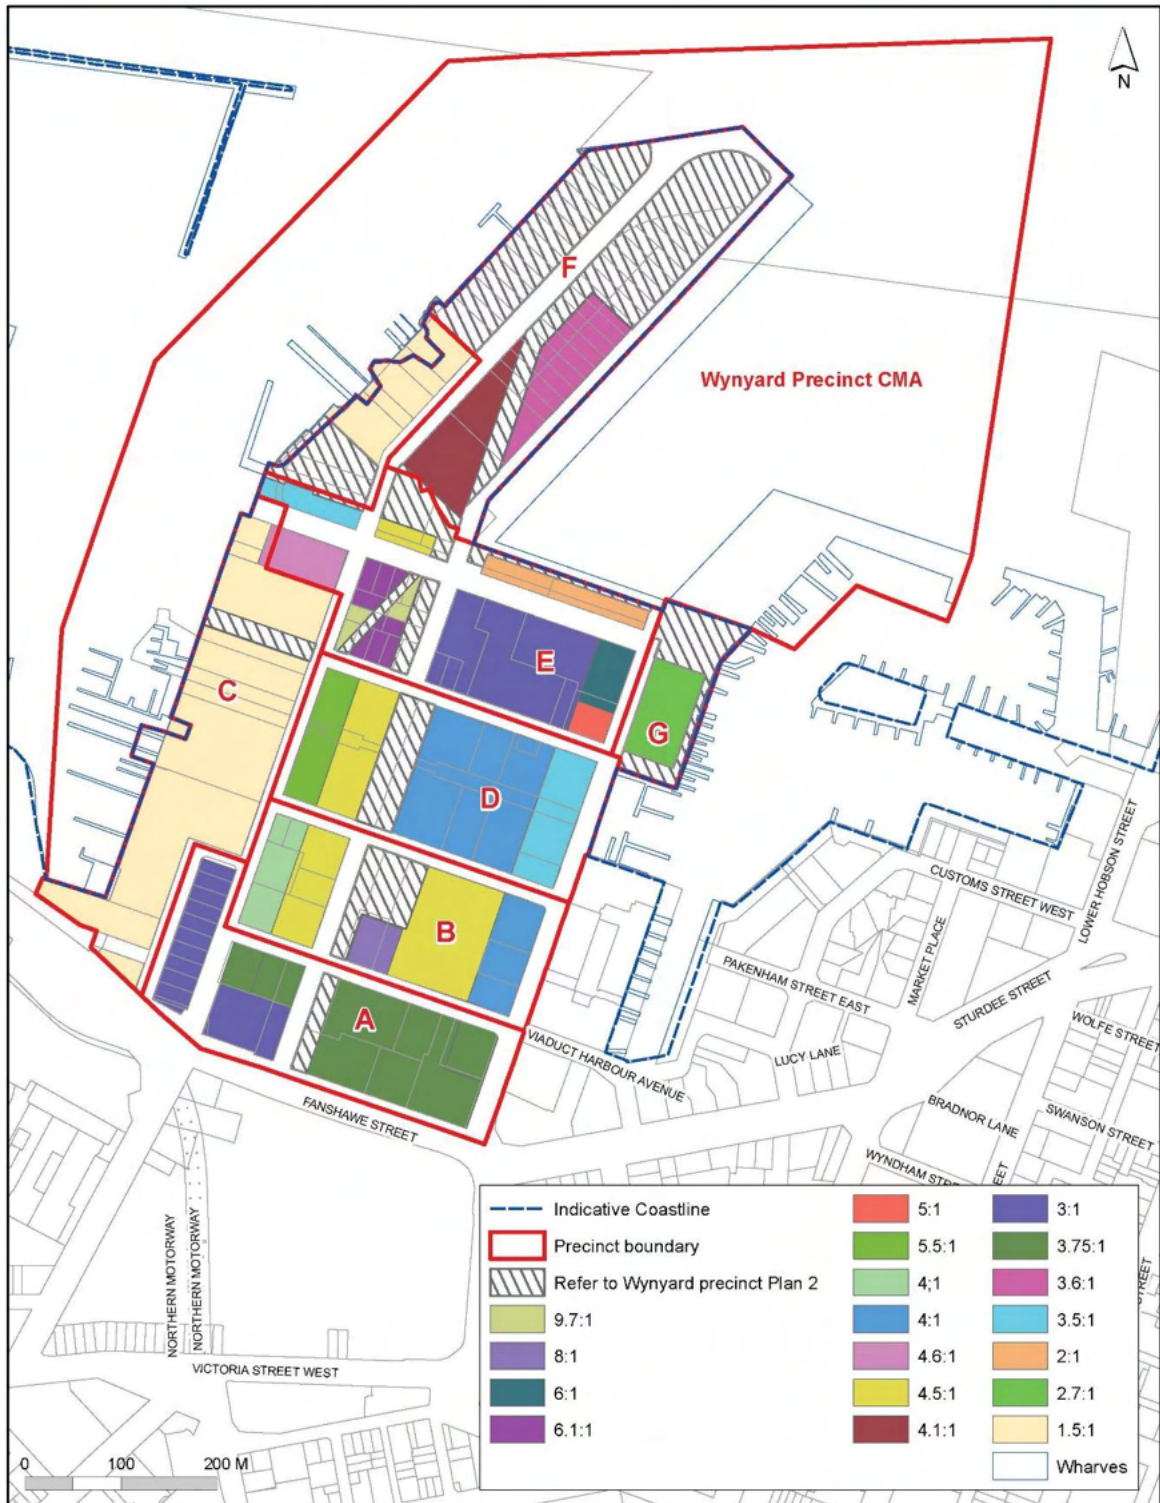 N
F
Wynyard Precinct CMA
E
C
G
D
B
A
CUSTOMS STREET WEST
LOWER HOBSON STREET
MARKET PLACE
PAKENHAM STREET EAST
STURDEE STREET
WOLFE STREET
VIADUCT HARBOUR AVENUE
LUCY LANE
BRADNOR LANE
SWANSON STREET
FANSHAWE STREET
WYNDHAM
NORTHERN MOTORWAY
NORTHERN MOTORWAY
VICTORIA STREET WEST
STREET
Indicative Coastline
Precinct boundary
Refer to Wynyard precinct Plan 2
9.7:1
8:1
6:1
6.1:1
5:1
5.5:1
4;1
4:1
4.6:1
4.5:1
4.1:1
3:1
3.75:1
3.6:1
3.5:1
2:1
2.7:1
1.5:1
Wharves
0 100 200 M